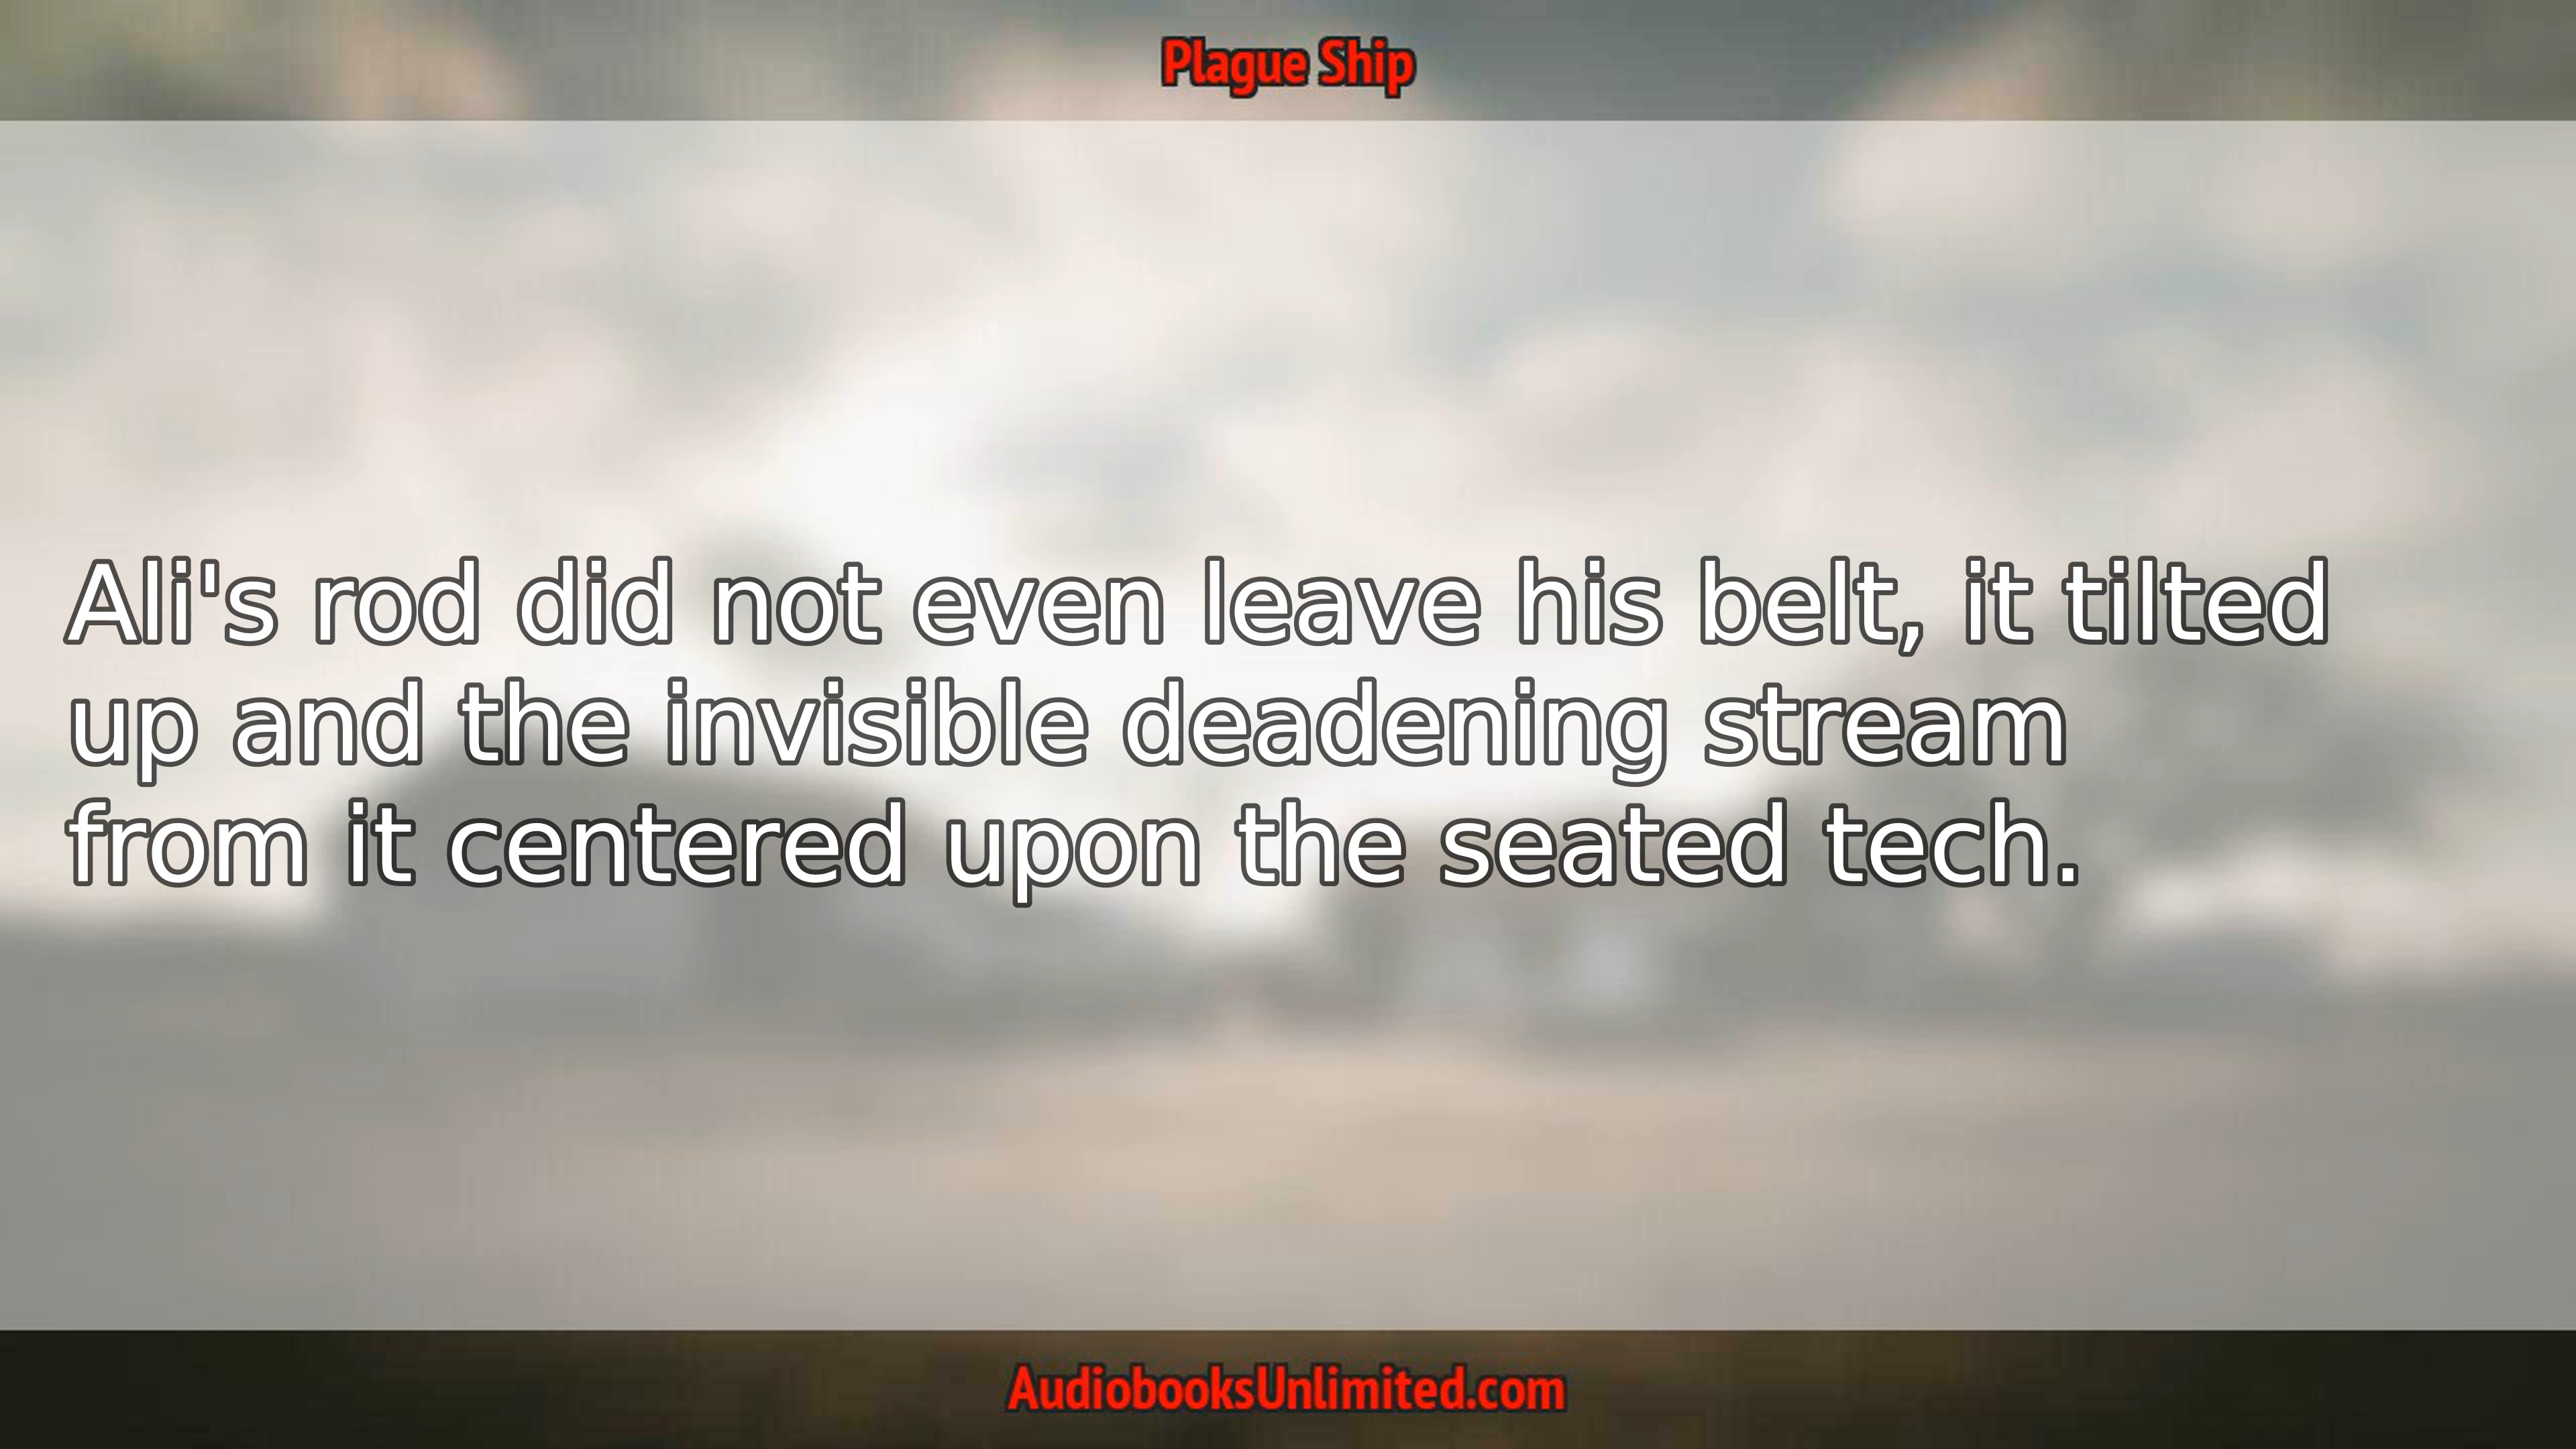 Plague Ship
Ali's rod did not even leave his belt, it tilted
up and the invisible deadening stream
from it centered upon the seated tech.
AudiobooksUnlimited.com